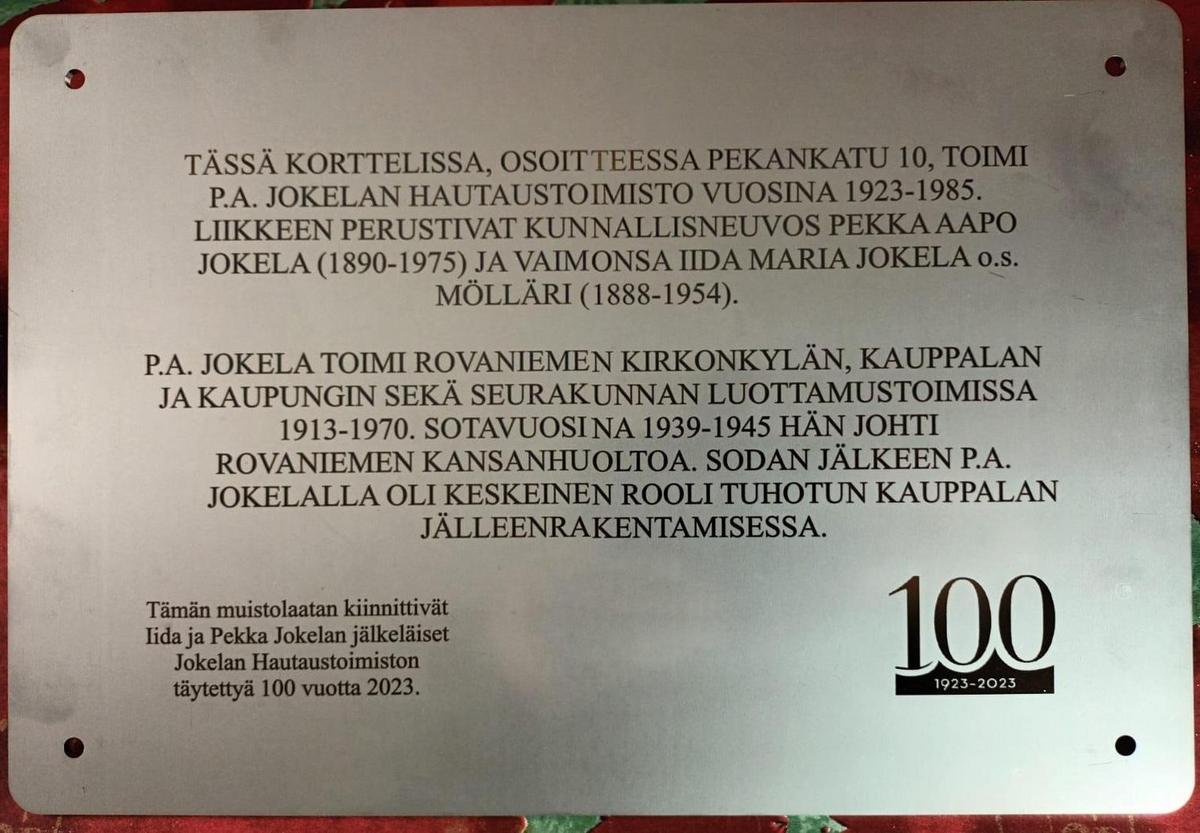 TÄSSÄ KORTTELISSA, OSOITTEESSA PEKANKATU 10, TOIMI
P.A. JOKELAN HAUTAUSTOIMISTO VUOSINA 1923-1985.
LIIKKEEN PERUSTIVAT KUNNALLISNEUVOS PEKKA AAPO
JOKELA (1890-1975) JA VAIMONSA IIDA MARIA JOKELA o.s.
MÖLLÄRI (1888-1954).
P.A. JOKELA TOIMI ROVANIEMEN KIRKONKYLÄN, KAUPPALAN
JA KAUPUNGIN SEKÄ SEURAKUNNAN LUOTTAMUSTOIMISSA
1913-1970. SOTAVUOSINA 1939-1945 HÄN JOHTI
ROVANIEMEN KANSANHUOLTOA. SODAN JÄLKEEN P.A.
JOKELALLA OLI KESKEINEN ROOLI TUHOTUN KAUPPALAN
JÄLLEENRAKENTAMISESSA.
Tämän muistolaatan kiinnittivät
Iida ja Pekka Jokelan jälkeläiset
Jokelan Hautaustoimiston
täytettyä 100 vuotta 2023.
100
1923-2023